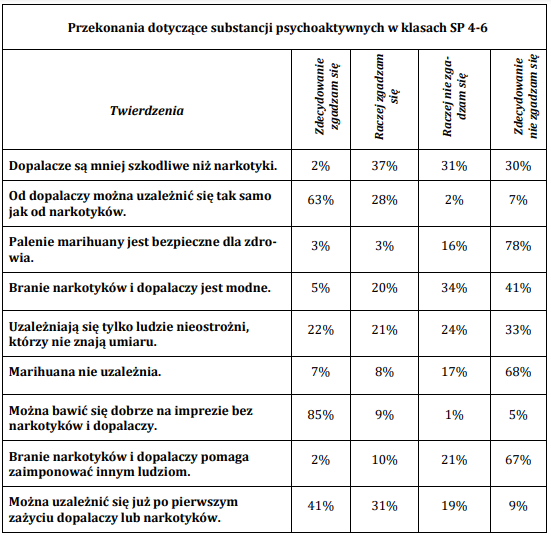 Przekonania dotyczące substancji psychoaktywnych w klasach SP 4-6
Twierdzenia
Zdecydowanie
zgadzam się
Raczej zgadzam
się
Raczej nie zga-
dzam się
Zdecydowanie
nie zgadzam się
Dopalacze są mniej szkodliwe niż narkotyki. 2% 37% 31% 30%
Od dopalaczy można uzależnić się tak samo
jak od narkotyków. 63% 28% 2% 7%
Palenie marihuany jest bezpieczne dla zdro-
wia. 3% 3% 16% 78%
Branie narkotyków i dopalaczy jest modne. 5% 20% 34% 41%
Uzależniają się tylko ludzie nieostrożni,
którzy nie znają umiaru. 22% 21% 24% 33%
Marihuana nie uzależnia. 7% 8% 17% 68%
Można bawić się dobrze na imprezie bez
narkotyków i dopalaczy. 85% 9% 1% 5%
Branie narkotyków i dopalaczy pomaga
zaimponować innym ludziom. 2% 10% 21% 67%
Można uzależnić się już po pierwszym
zażyciu dopalaczy lub narkotyków. 41% 31% 19% 9%